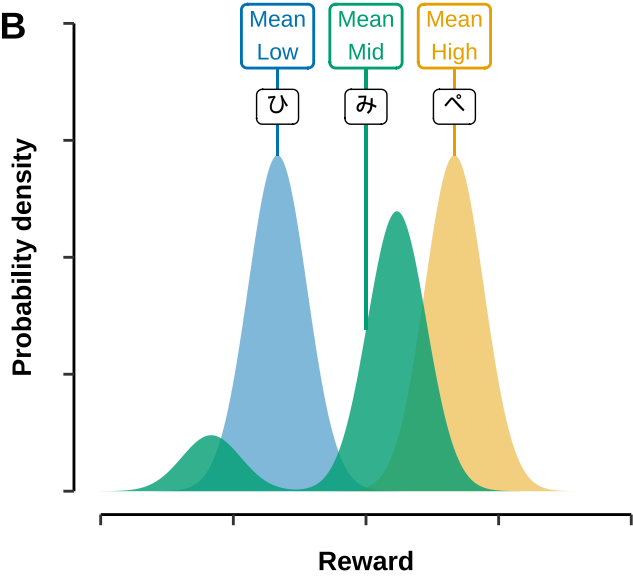 B
Mean
Low
Mean
Mid
Mean
High
ひ
み
ペ
Probability density
Reward